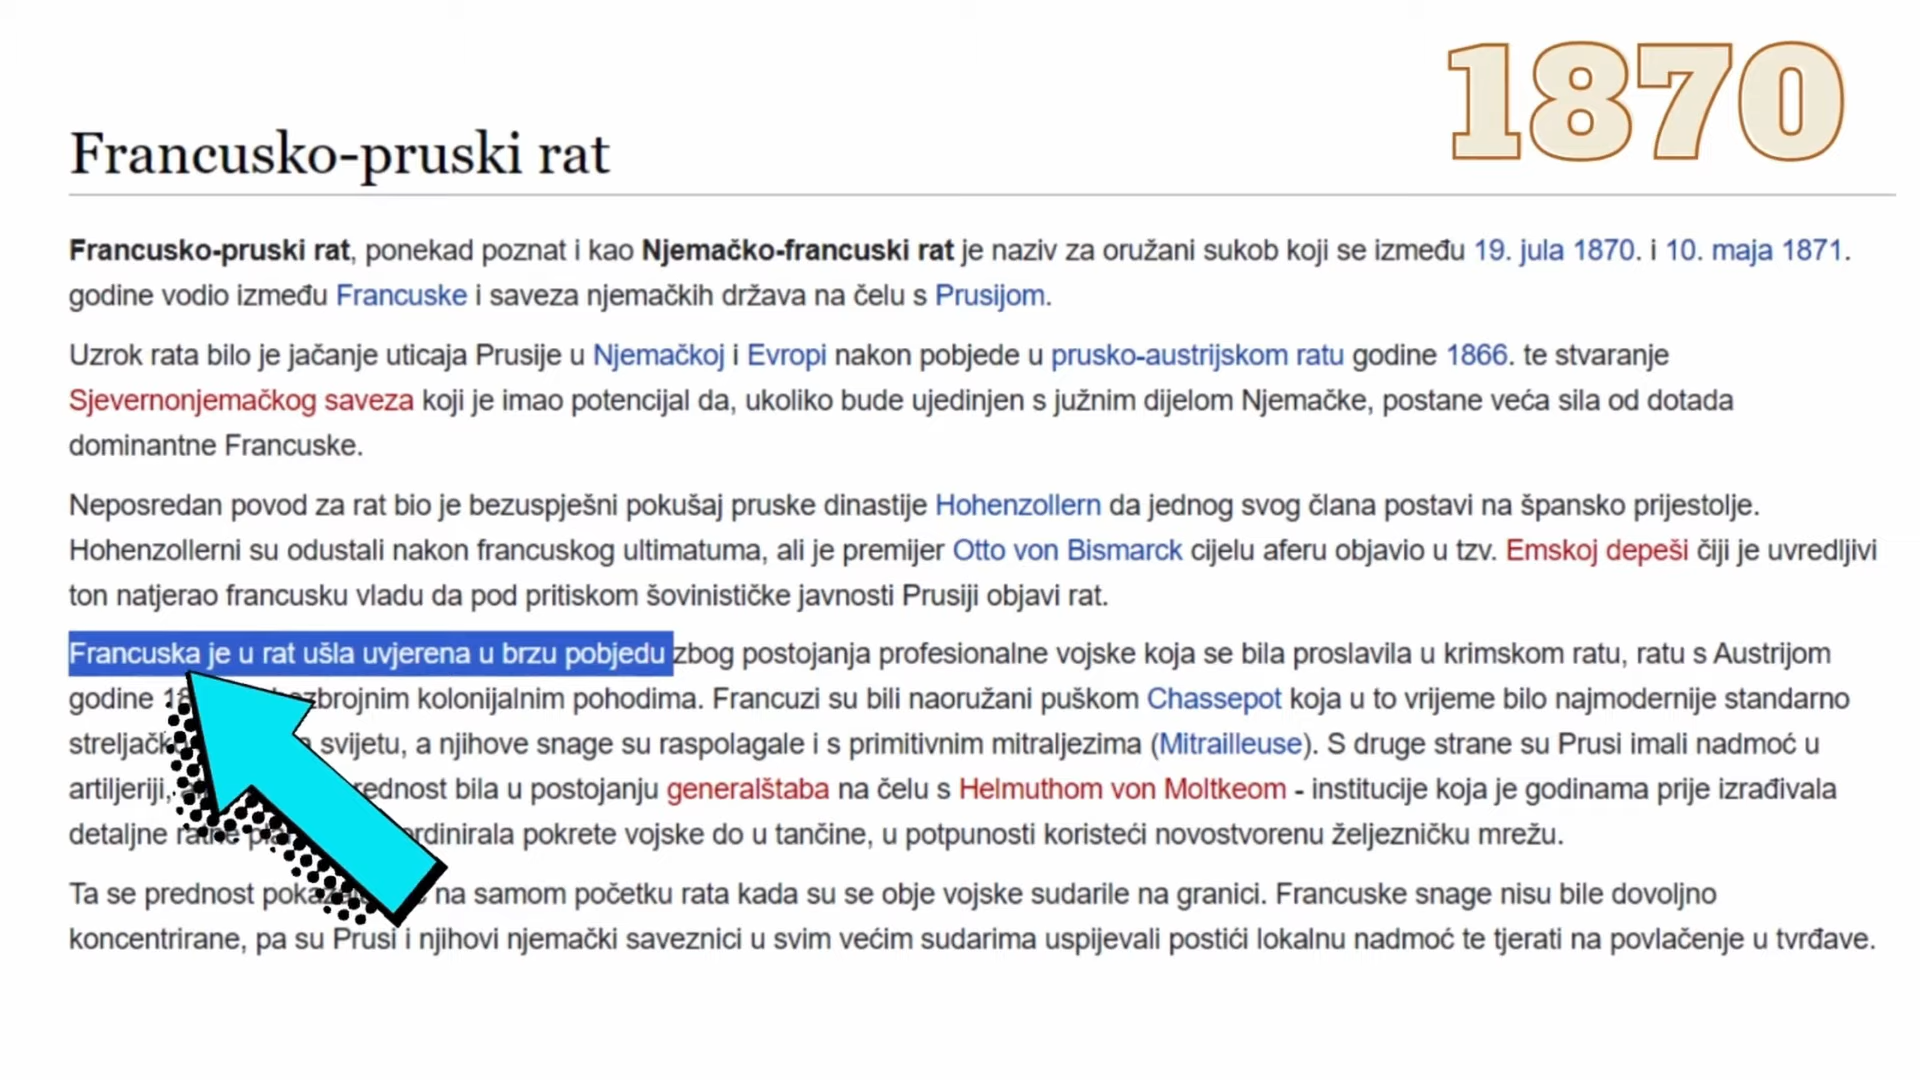 1870
Francusko-pruski rat
Francusko-pruski rat, ponekad poznat i kao Njemačko-francuski rat je naziv za oružani sukob koji se između 19. jula 1870. i 10. maja 1871.
godine vodio između Francuske i saveza njemačkih država na čelu s Prusijom.
Uzrok rata bilo je jačanje uticaja Prusije u Njemačkoj i Evropi nakon pobjede u prusko-austrijskom ratu godine 1866. te stvaranje
Sjevernonjemačkog saveza koji je imao potencijal da, ukoliko bude ujedinjen s južnim dijelom Njemačke, postane veća sila od dotada
dominantne Francuske.
Neposredan povod za rat bio je bezuspješni pokušaj pruske dinastije Hohenzollern da jednog svog člana postavi na špansko prijestolje.
Hohenzollerni su odustali nakon francuskog ultimatuma, ali je premijer Otto von Bismarck cijelu aferu objavio u tzv. Emskoj depeši čiji je uvredljivi
ton natjerao francusku vladu da pod pritiskom šovinističke javnosti Prusiji objavi rat.
Francuska je u rat ušla uvjerena u brzu pobjedu zbog postojanja profesionalne vojske koja se bila proslavila u krimskom ratu, ratu s Austrijom
godine kolonijalnim pohodima. Francuzi su bili naoružani puškom Chassepot koja u to vrijeme bilo najmodernije standarno
svijetu, a njihove snage su raspolagale i s primitivnim mitraljezima (Mitrailleuse). S druge strane su Prusi imali nadmoć u
artiljeriji, bila u postojanju generalštaba na čelu s Helmuthom von Moltkeom - institucije koja je godinama prije izrađivala
detaljne pokrete vojske do u tančine, u potpunosti koristeći novostvorenu željezničku mrežu.
Ta se prednost na samom početku rata kada su se obje vojske sudarile na granici. Francuske snage nisu bile dovoljno
koncentrirane, pa su Prusi i njihovi njemački saveznici u svim većim sudarima uspijevali postići lokalnu nadmoć te tjerati na povlačenje u tvrđave.